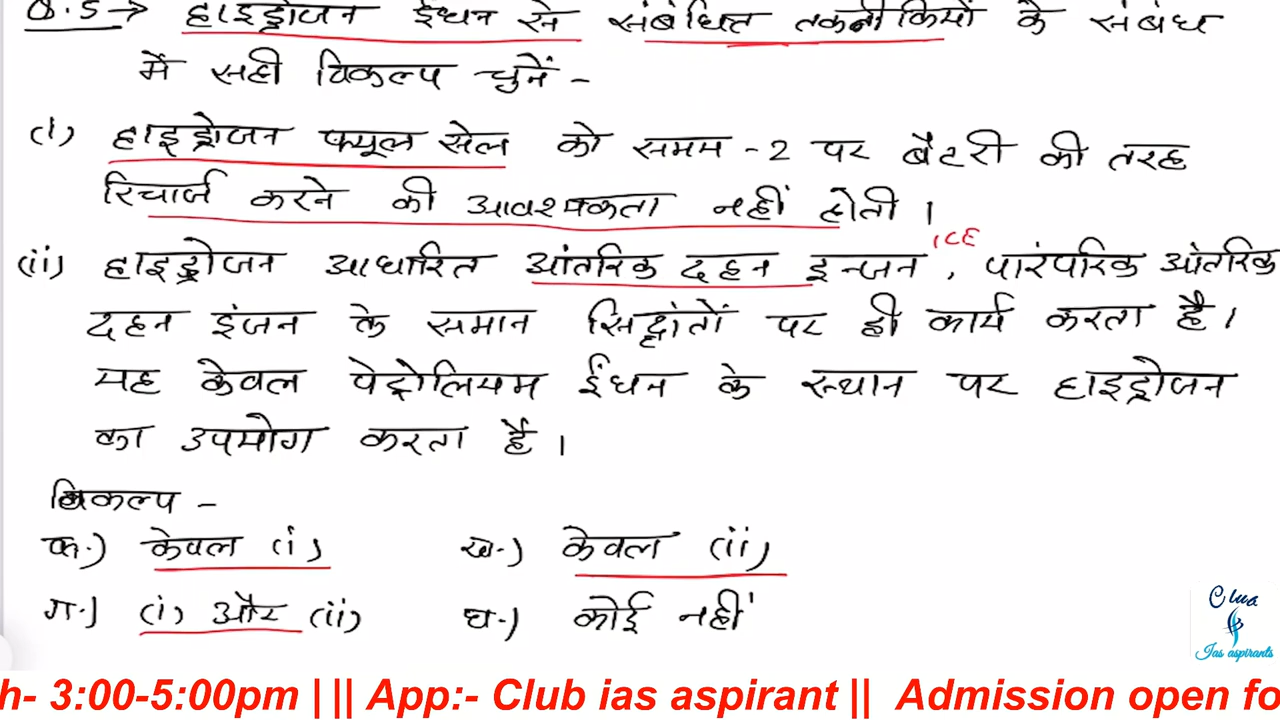 Q.5→ हाइड्रोजन ईंधन से संबंधित तकनीकियों के संबंध
में सही विकल्प चुनें -
(i) हाइड्रोजन फ्यूल सेल को समय -2 पर बैटरी की तरह
रिचार्ज करने की आवश्यकता नहीं होती।
ICE
(ii) हाइड्रोजन आधारित आंतरिक दहन इन्जन, पारंपरिक आंतरिक
दहन इंजन के समान सिद्धांतों पर ही कार्य करता है।
यह केवल पेट्रोलियम ईंधन के स्थान पर हाइड्रोजन
का उपयोग करता है।
विकल्प -
क.) केवल (i) ख.) केवल (ii)
ग.) (i) और (ii) घ.) कोई नहीं
Club
Ias aspirants
h- 3:00-5:00pm | || App:- Club ias aspirant || Admission open fo